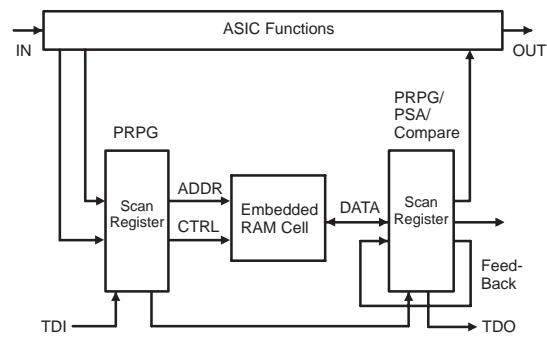 ASIC Functions
IN
OUT
PRPG/
PSA/
Compare
PRPG
Scan
Register
ADDR
CTRL
Embedded
RAM Cell
DATA
Scan
Register
Feed-
Back
TDI
TDO